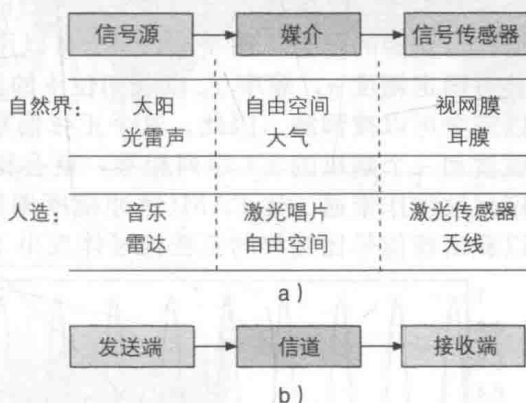 信号源 媒介 信号传感器
自然界： 太阳 自由空间 视网膜
光雷声 大气 耳膜
人造： 音乐 激光唱片 激光传感器
雷达 自由空间 天线
a）
发送端 信道 接收端
b）